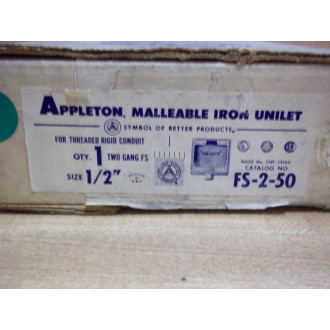 APPLETON, MALLEABLE IRON UNILET
SYMBOL OF BETTER PRODUCTS
FOR THREADED RIGID CONDUIT
QTY. 1 TWO GANG FS
SIZE 1/2"
CATALOG NO.
FS-2-50